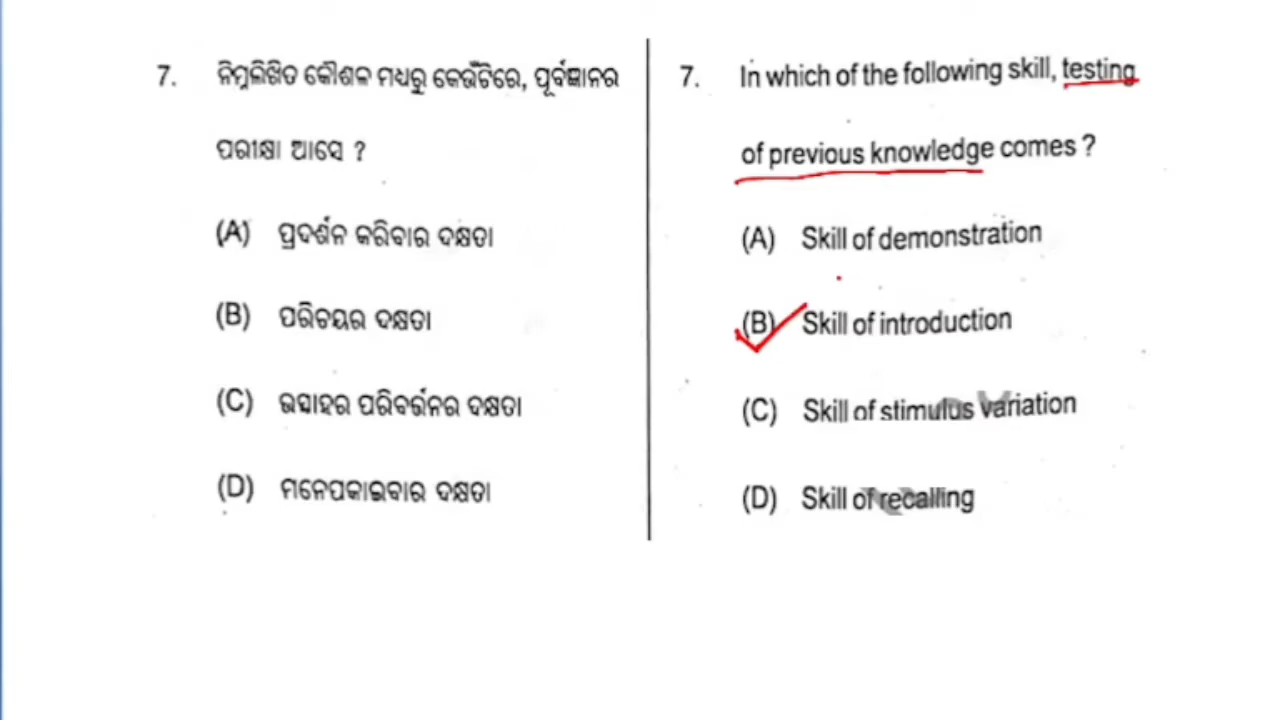 7. ନିମ୍ନଲିଖିତ କୌଶଳ ମଧ୍ୟରୁ କେଉଁଟିରେ, ପୂର୍ବଜ୍ଞାନର
ପରୀକ୍ଷା ଆସେ ?
(A) ପ୍ରଦର୍ଶନ କରିବାର ଦକ୍ଷତା
(B) ପରିଚୟର ଦକ୍ଷତା
(C) ଉତ୍ସାହର ପରିବର୍ତ୍ତନର ଦକ୍ଷତା
(D) ମନେପକାଇବାର ଦକ୍ଷତା
7. In which of the following skill, testing
of previous knowledge comes ?
(A) Skill of demonstration
(B) Skill of introduction
(C) Skill of stimulus variation
(D) Skill of recalling